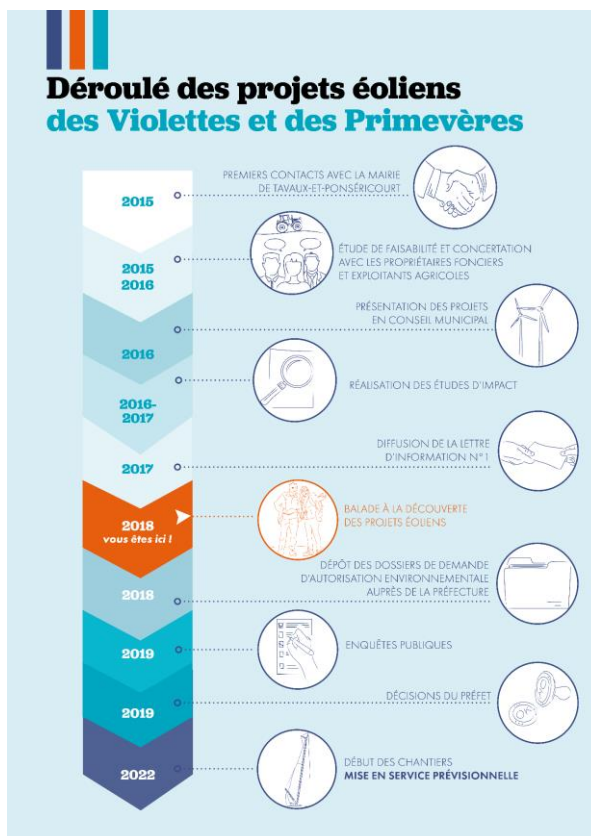 Déroulé des projets éoliens
des Violettes et des Primevères
2015
PREMIERS CONTACTS AVEC LA MAIRIE
DE TAVAUX-ET-PONSÉRICOURT
2015
2016
ÉTUDE DE FAISABILITÉ ET CONCERTATION
AVEC LES PROPRIÉTAIRES FONCIERS
ET EXPLOITANTS AGRICOLES
2016
PRÉSENTATION DES PROJETS
EN CONSEIL MUNICIPAL
2016-
2017
RÉALISATION DES ÉTUDES D'IMPACT
2017
DIFFUSION DE LA LETTRE
D'INFORMATION N°1
2018
vous êtes ici !
BALADE À LA DÉCOUVERTE
DES PROJETS ÉOLIENS
2018
DÉPÔT DES DOSSIERS DE DEMANDE
D'AUTORISATION ENVIRONNEMENTALE
AUPRÈS DE LA PRÉFECTURE
2019
ENQUÊTES PUBLIQUES
2019
DÉCISIONS DU PRÉFET
OK
2022
DÉBUT DES CHANTIERS
MISE EN SERVICE PRÉVISIONNELLE